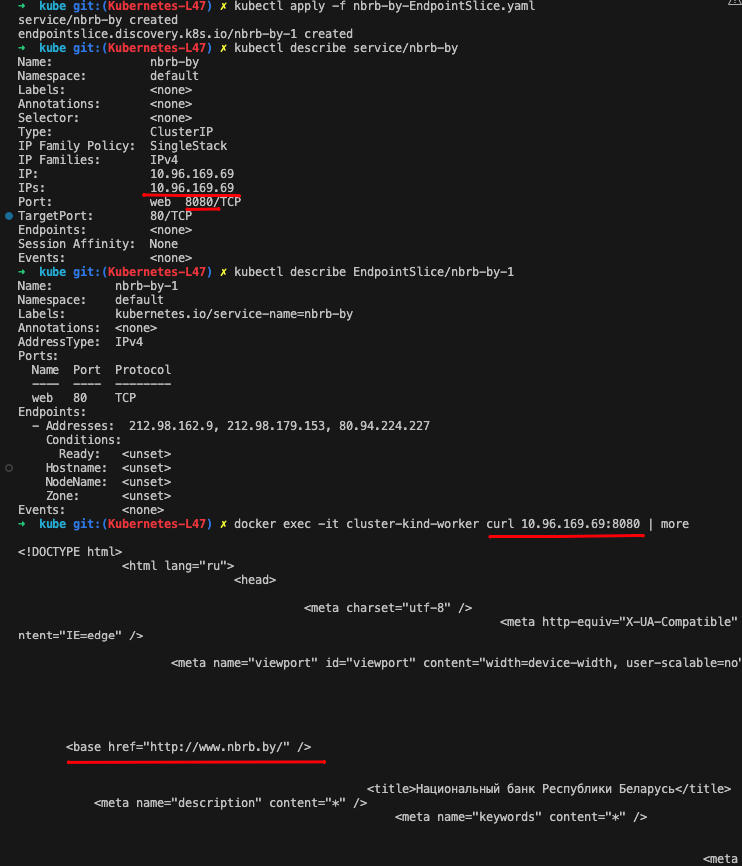 ➜  kube git:(Kubernetes-L47) ✗ kubectl apply -f nbrb-by-EndpointSlice.yaml
service/nbrb-by created
endpointslice.discovery.k8s.io/nbrb-by-1 created
➜  kube git:(Kubernetes-L47) ✗ kubectl describe service/nbrb-by
Name:              nbrb-by
Namespace:         default
Labels:            <none>
Annotations:       <none>
Selector:          <none>
Type:              ClusterIP
IP Family Policy:  SingleStack
IP Families:       IPv4
IP:                10.96.169.69
IPs:               10.96.169.69
Port:              web  8080/TCP
TargetPort:        80/TCP
Endpoints:         <none>
Session Affinity:  None
Events:            <none>
➜  kube git:(Kubernetes-L47) ✗ kubectl describe EndpointSlice/nbrb-by-1
Name:         nbrb-by-1
Namespace:    default
Labels:       kubernetes.io/service-name=nbrb-by
Annotations:  <none>
AddressType:  IPv4
Ports:
  Name  Port  Protocol
  ----  ----  --------
  web   80    TCP
Endpoints:
  - Addresses:  212.98.162.9, 212.98.179.153, 80.94.224.227
    Conditions:
      Ready:   <unset>
    Hostname:  <unset>
    NodeName:  <unset>
    Zone:      <unset>
Events:        <none>
➜  kube git:(Kubernetes-L47) ✗ docker exec -it cluster-kind-worker curl 10.96.169.69:8080 | more
<!DOCTYPE html>
<html lang="ru">
<head>
<meta charset="utf-8" />
<meta http-equiv="X-UA-Compatible"
ntent="IE=edge" />
<meta name="viewport" id="viewport" content="width=device-width, user-scalable=no"
<base href="http://www.nbrb.by/" />
<title>Национальный банк Республики Беларусь</title>
<meta name="description" content="*" />
<meta name="keywords" content="*" />
<meta